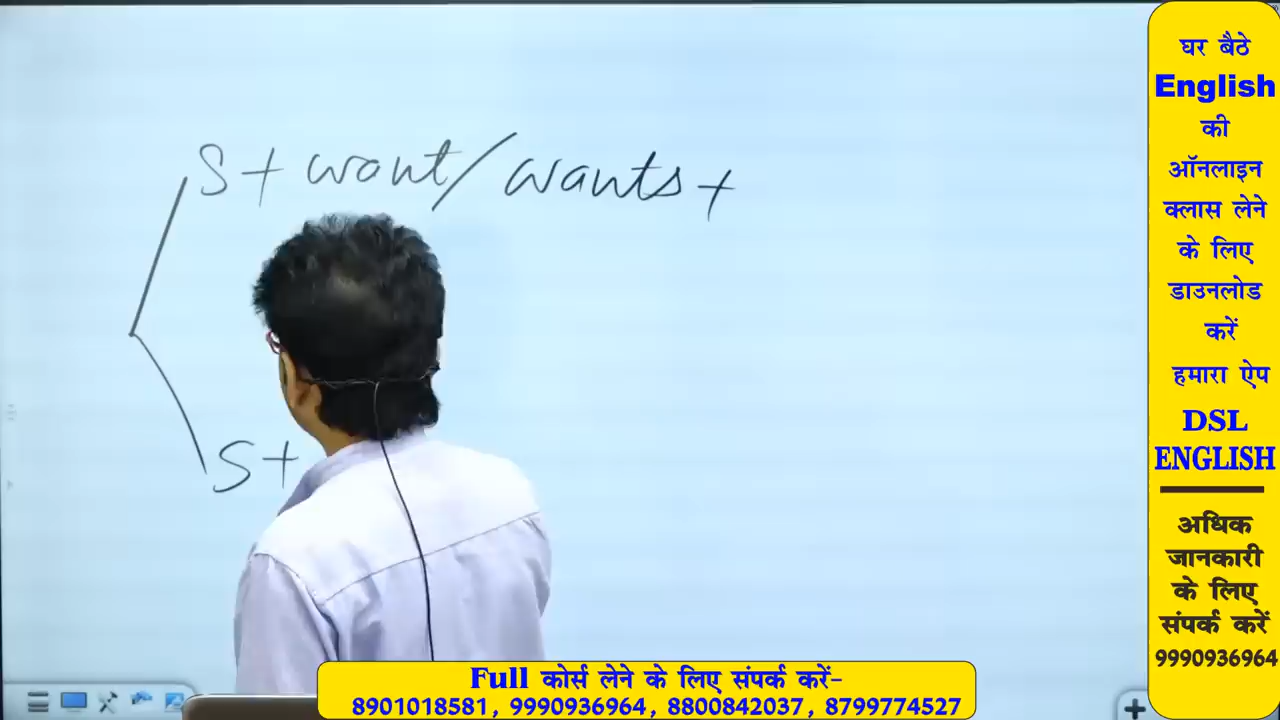 S + want / wants +
S +
घर बैठे
English
की
ऑनलाइन
क्लास लेने
के लिए
डाउनलोड
करें
हमारा ऐप
DSL
ENGLISH
अधिक
जानकारी
के लिए
संपर्क करें
9990936964
Full कोर्स लेने के लिए संपर्क करें-
8901018581, 9990936964, 8800842037, 8799774527